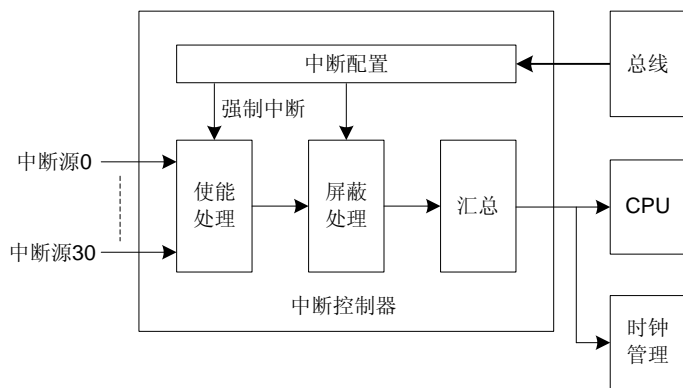 中断配置
总线
强制中断
中断源0
使能
处理
屏蔽
处理
汇总
CPU
中断源30
中断控制器
时钟
管理